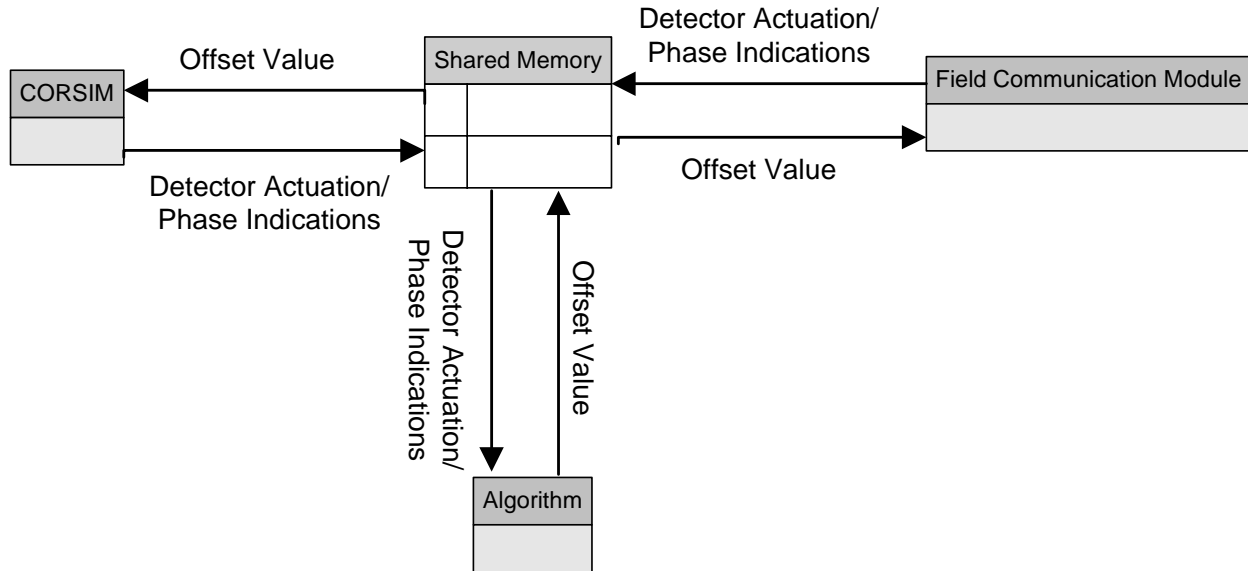 Detector Actuation/
Phase Indications
Offset Value
Shared Memory
CORSIM
Field Communication Module
Detector Actuation/
Phase Indications
Offset Value
Detector Actuation/
Phase Indications
Offset Value
Algorithm